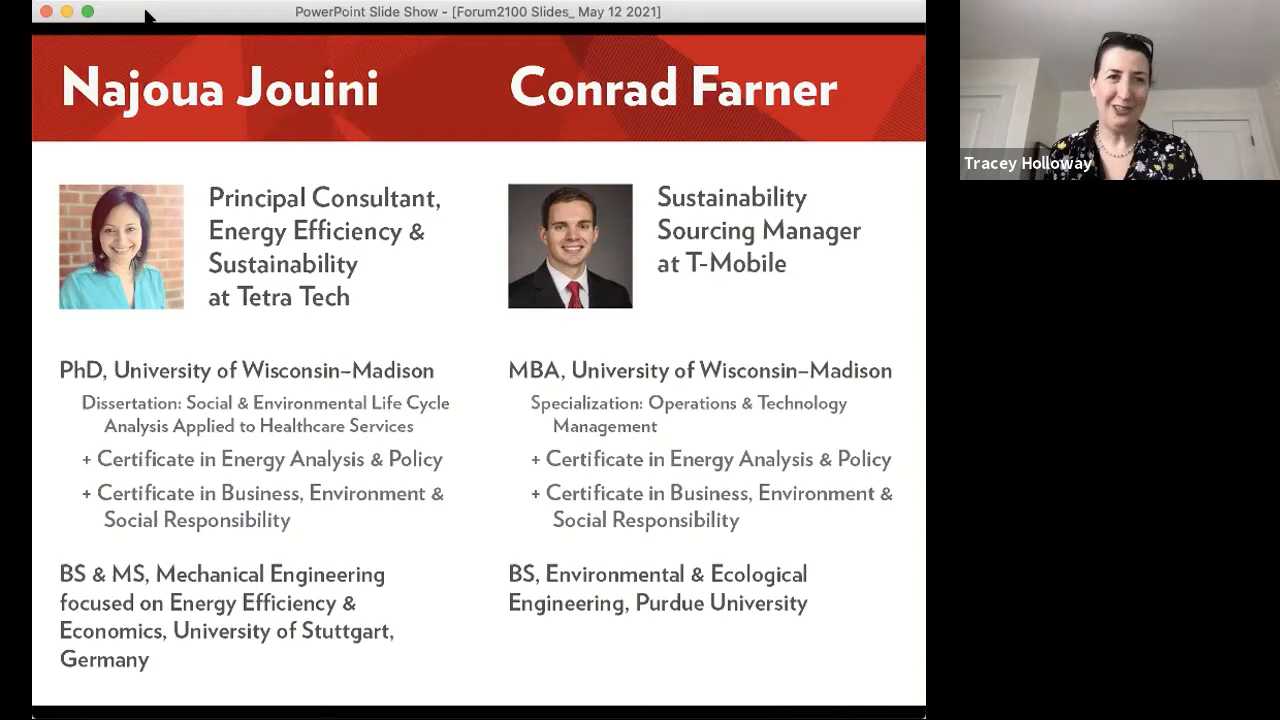 PowerPoint Slide Show - [Forum2100 Slides_ May 12 2021]
Najoua Jouini
Principal Consultant,
Energy Efficiency &
Sustainability
at Tetra Tech
PhD, University of Wisconsin–Madison
Dissertation: Social & Environmental Life Cycle
Analysis Applied to Healthcare Services
+ Certificate in Energy Analysis & Policy
+ Certificate in Business, Environment &
Social Responsibility
BS & MS, Mechanical Engineering
focused on Energy Efficiency &
Economics, University of Stuttgart,
Germany
Conrad Farner
Sustainability
Sourcing Manager
at T-Mobile
MBA, University of Wisconsin–Madison
Specialization: Operations & Technology
Management
+ Certificate in Energy Analysis & Policy
+ Certificate in Business, Environment &
Social Responsibility
BS, Environmental & Ecological
Engineering, Purdue University
Tracey Holloway